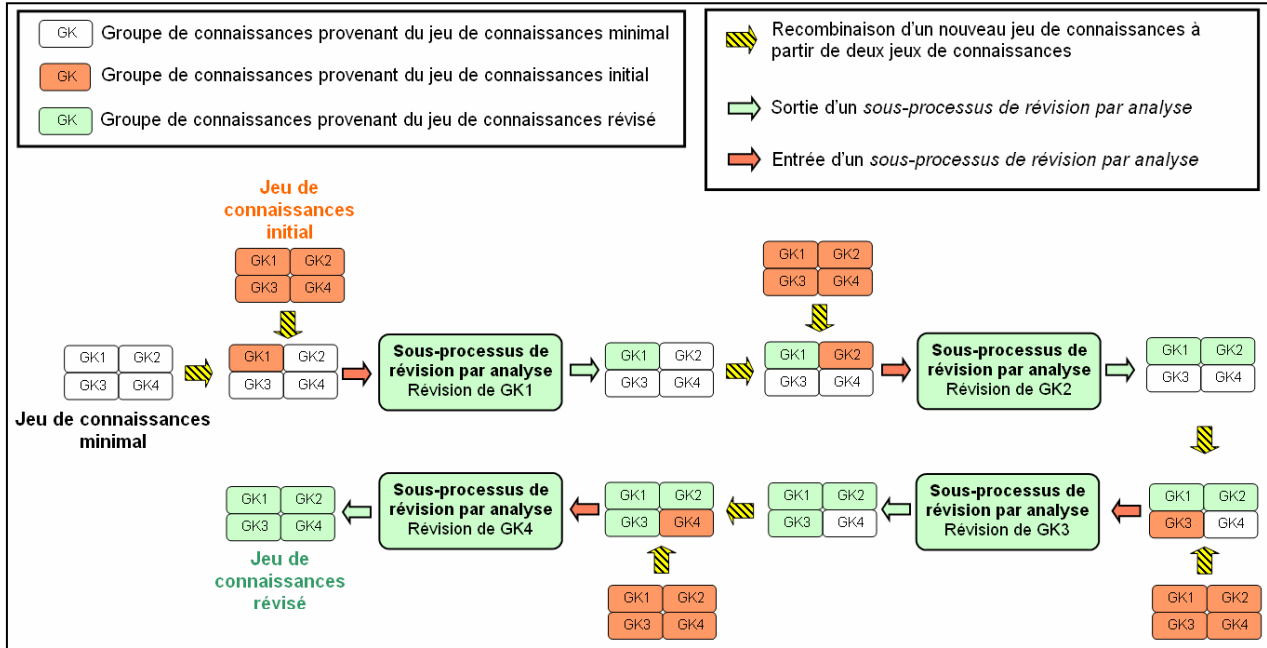 GK Groupe de connaissances provenant du jeu de connaissances minimal
GK Groupe de connaissances provenant du jeu de connaissances initial
GK Groupe de connaissances provenant du jeu de connaissances révisé
Recombinaison d'un nouveau jeu de connaissances à
partir de deux jeux de connaissances
Sortie d'un sous-processus de révision par analyse
Entrée d'un sous-processus de révision par analyse
Jeu de
connaissances
initial
GK1 GK2
GK3 GK4
GK1 GK2
GK3 GK4
GK1 GK2
GK3 GK4
Jeu de connaissances
minimal
GK1 GK2
GK3 GK4
Sous-processus de
révision par analyse
Révision de GK1
GK1 GK2
GK3 GK4
GK1 GK2
GK3 GK4
Sous-processus de
révision par analyse
Révision de GK2
GK1 GK2
GK3 GK4
GK1 GK2
GK3 GK4
Jeu de
connaissances
révisé
Sous-processus de
révision par analyse
Révision de GK4
GK1 GK2
GK3 GK4
GK1 GK2
GK3 GK4
Sous-processus de
révision par analyse
Révision de GK3
GK1 GK2
GK3 GK4
GK1 GK2
GK3 GK4
GK1 GK2
GK3 GK4